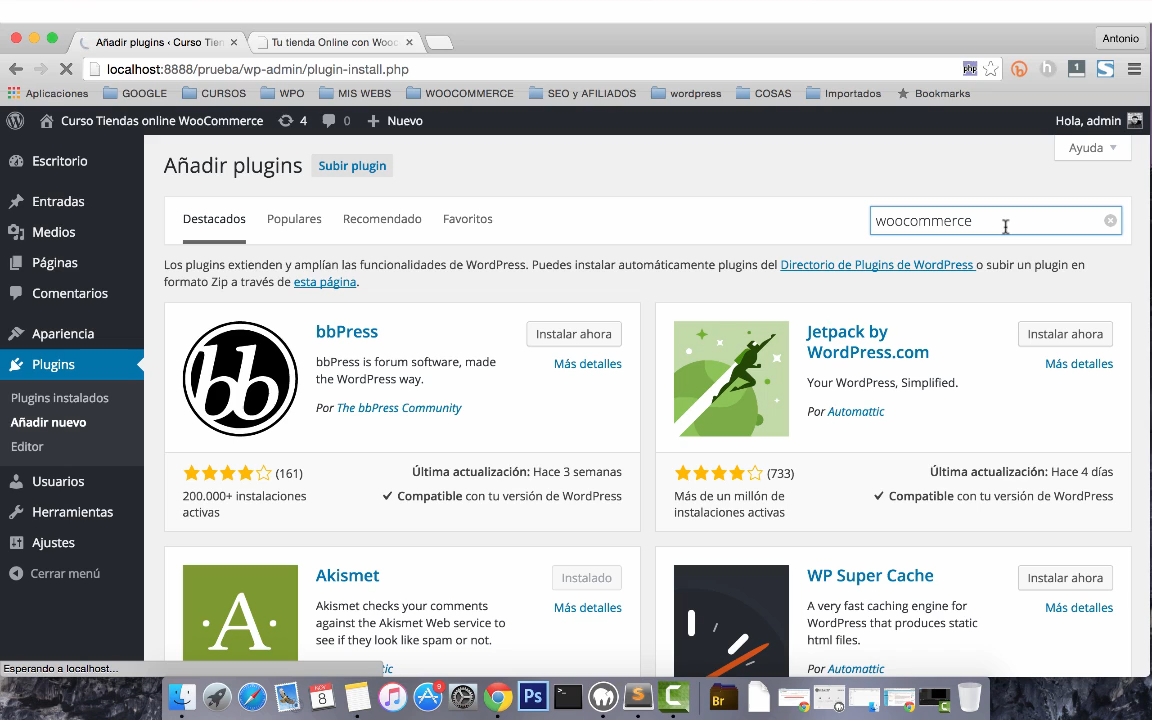 Añadir plugins ‹ Curso Tien
Tu tienda Online con Wooc
Antonio
localhost:8888/prueba/wp-admin/plugin-install.php
php
1
Aplicaciones
GOOGLE
CURSOS
WPO
MIS WEBS
WOOCOMMERCE
SEO y AFILIADOS
wordpress
COSAS
Importados
Bookmarks
Curso Tiendas online WooCommerce
4
0
Nuevo
Hola, admin
Escritorio
Entradas
Medios
Páginas
Comentarios
Apariencia
Plugins
Plugins instalados
Añadir nuevo
Editor
Usuarios
Herramientas
Ajustes
Cerrar menú
Ayuda
Añadir plugins
Subir plugin
Destacados
Populares
Recomendado
Favoritos
woocommerce
Los plugins extienden y amplían las funcionalidades de WordPress. Puedes instalar automáticamente plugins del Directorio de Plugins de WordPress o subir un plugin en
formato Zip a través de esta página.
bb
bbPress
Instalar ahora
Más detalles
bbPress is forum software, made
the WordPress way.
Por The bbPress Community
(161)
200.000+ instalaciones
activas
Última actualización: Hace 3 semanas
Compatible con tu versión de WordPress
Jetpack by
WordPress.com
Instalar ahora
Más detalles
Your WordPress, Simplified.
Por Automattic
(733)
Más de un millón de
instalaciones activas
Última actualización: Hace 4 días
Compatible con tu versión de WordPress
A
Akismet
Instalado
Más detalles
Akismet checks your comments
against the Akismet Web service to
see if they look like spam or not.
ic
WP Super Cache
Instalar ahora
Más detalles
A very fast caching engine for
WordPress that produces static
html files.
Por Automattic
Esperando a localhost...
NOV
8
9
Ps
Br